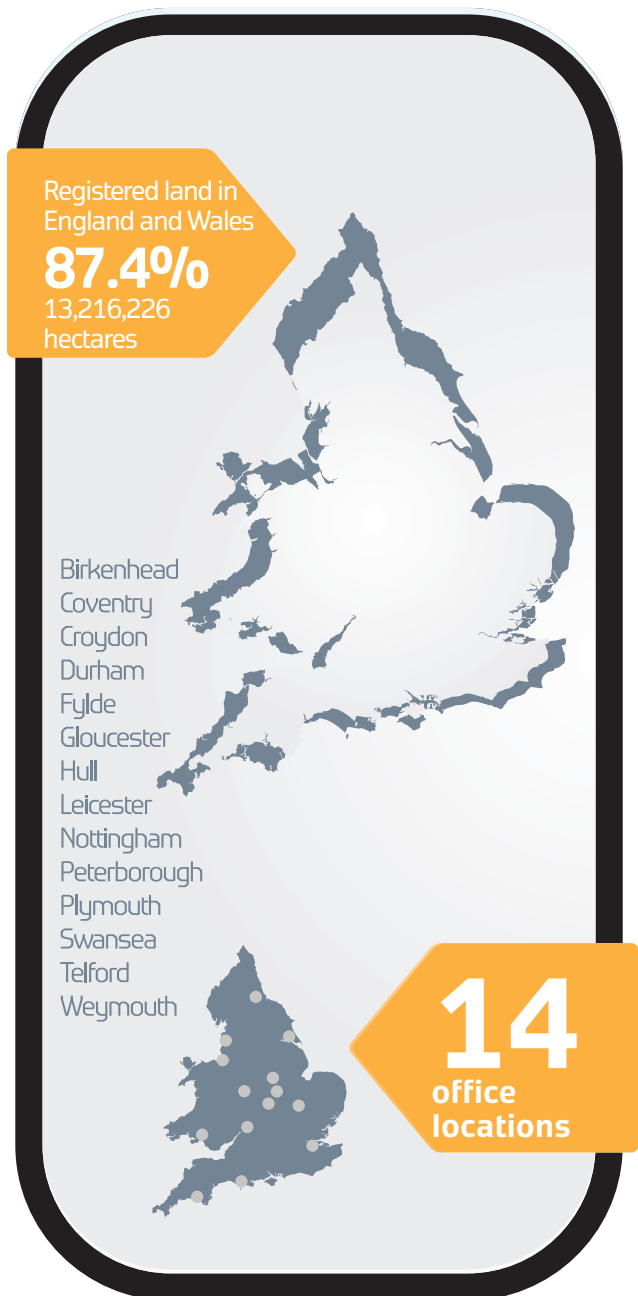 Registered land in
England and Wales
87.4%
13,216,226
hectares
Birkenhead
Coventry
Croydon
Durham
Fylde
Gloucester
Hull
Leicester
Nottingham
Peterborough
Plymouth
Swansea
Telford
Weymouth
14
office
locations